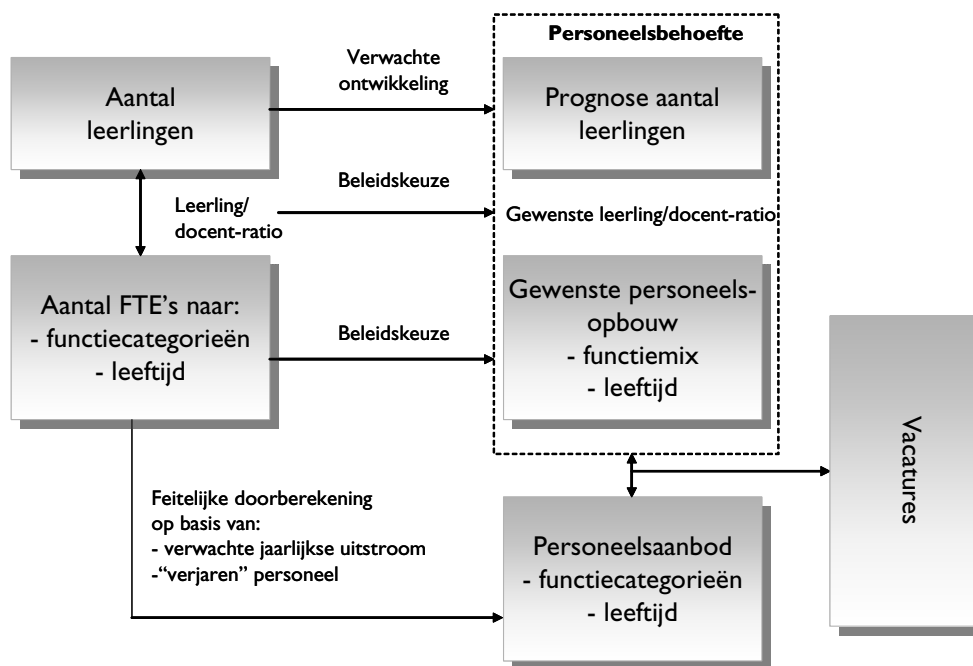 Personeelsbehoefte
Verwachte
ontwikkeling
Aantal
leerlingen
Prognose aantal
leerlingen
Beleidskeuze
Leerling/
docent-ratio
Gewenste leerling/docent-ratio
Aantal FTE’s naar:
- functiecategorieën
- leeftijd
Beleidskeuze
Gewenste personeels-
opbouw
- functiemix
- leeftijd
Vacatures
Feitelijke doorberekening
op basis van:
- verwachte jaarlijkse uitstroom
-“verjaren” personeel
Personeelsaanbod
- functiecategorieën
- leeftijd